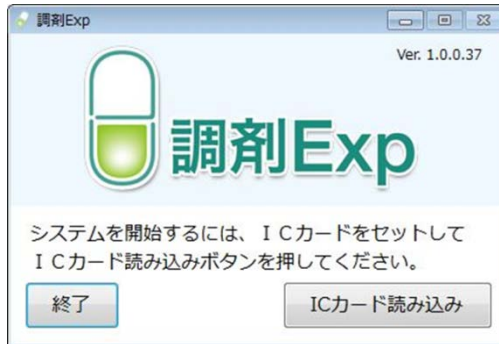 調剤Exp
Ver. 1.0.0.37
調剤Exp
システムを開始するには、ＩＣカードをセットして
ＩＣカード読み込みボタンを押してください。
終了
ICカード読み込み